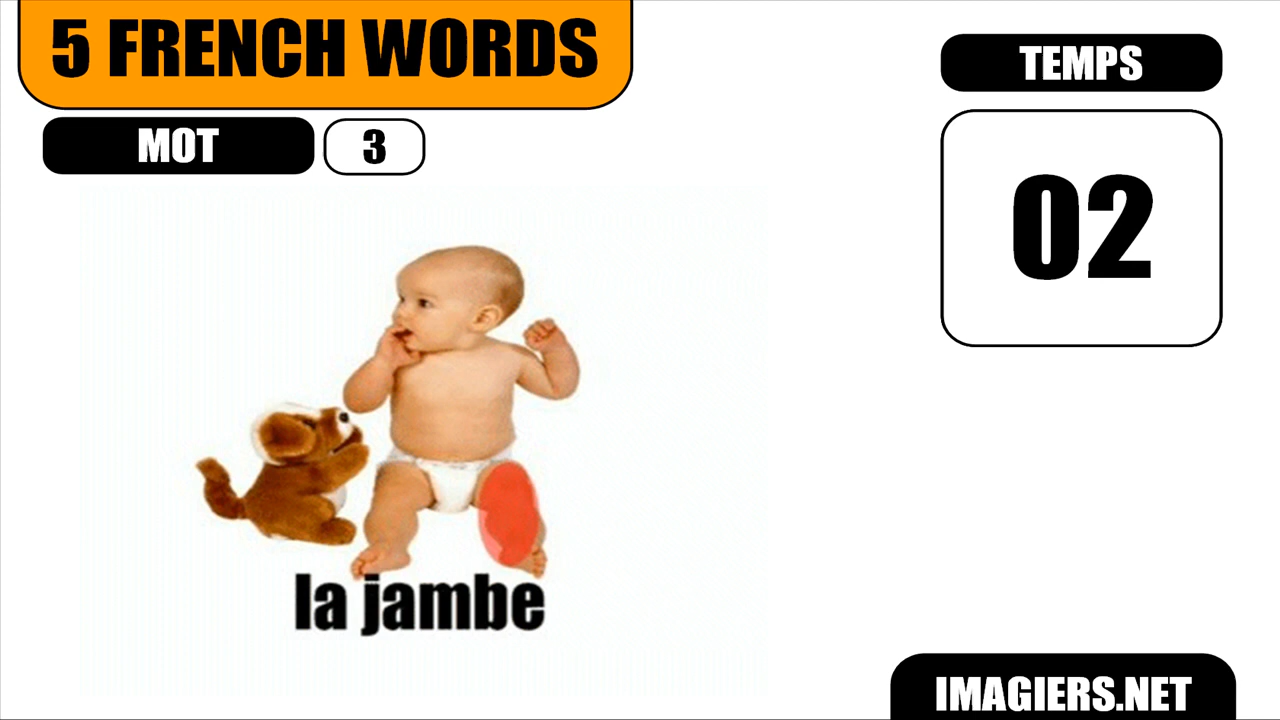 5 FRENCH WORDS
TEMPS
MOT 3
02
la jambe
IMAGIERS.NET